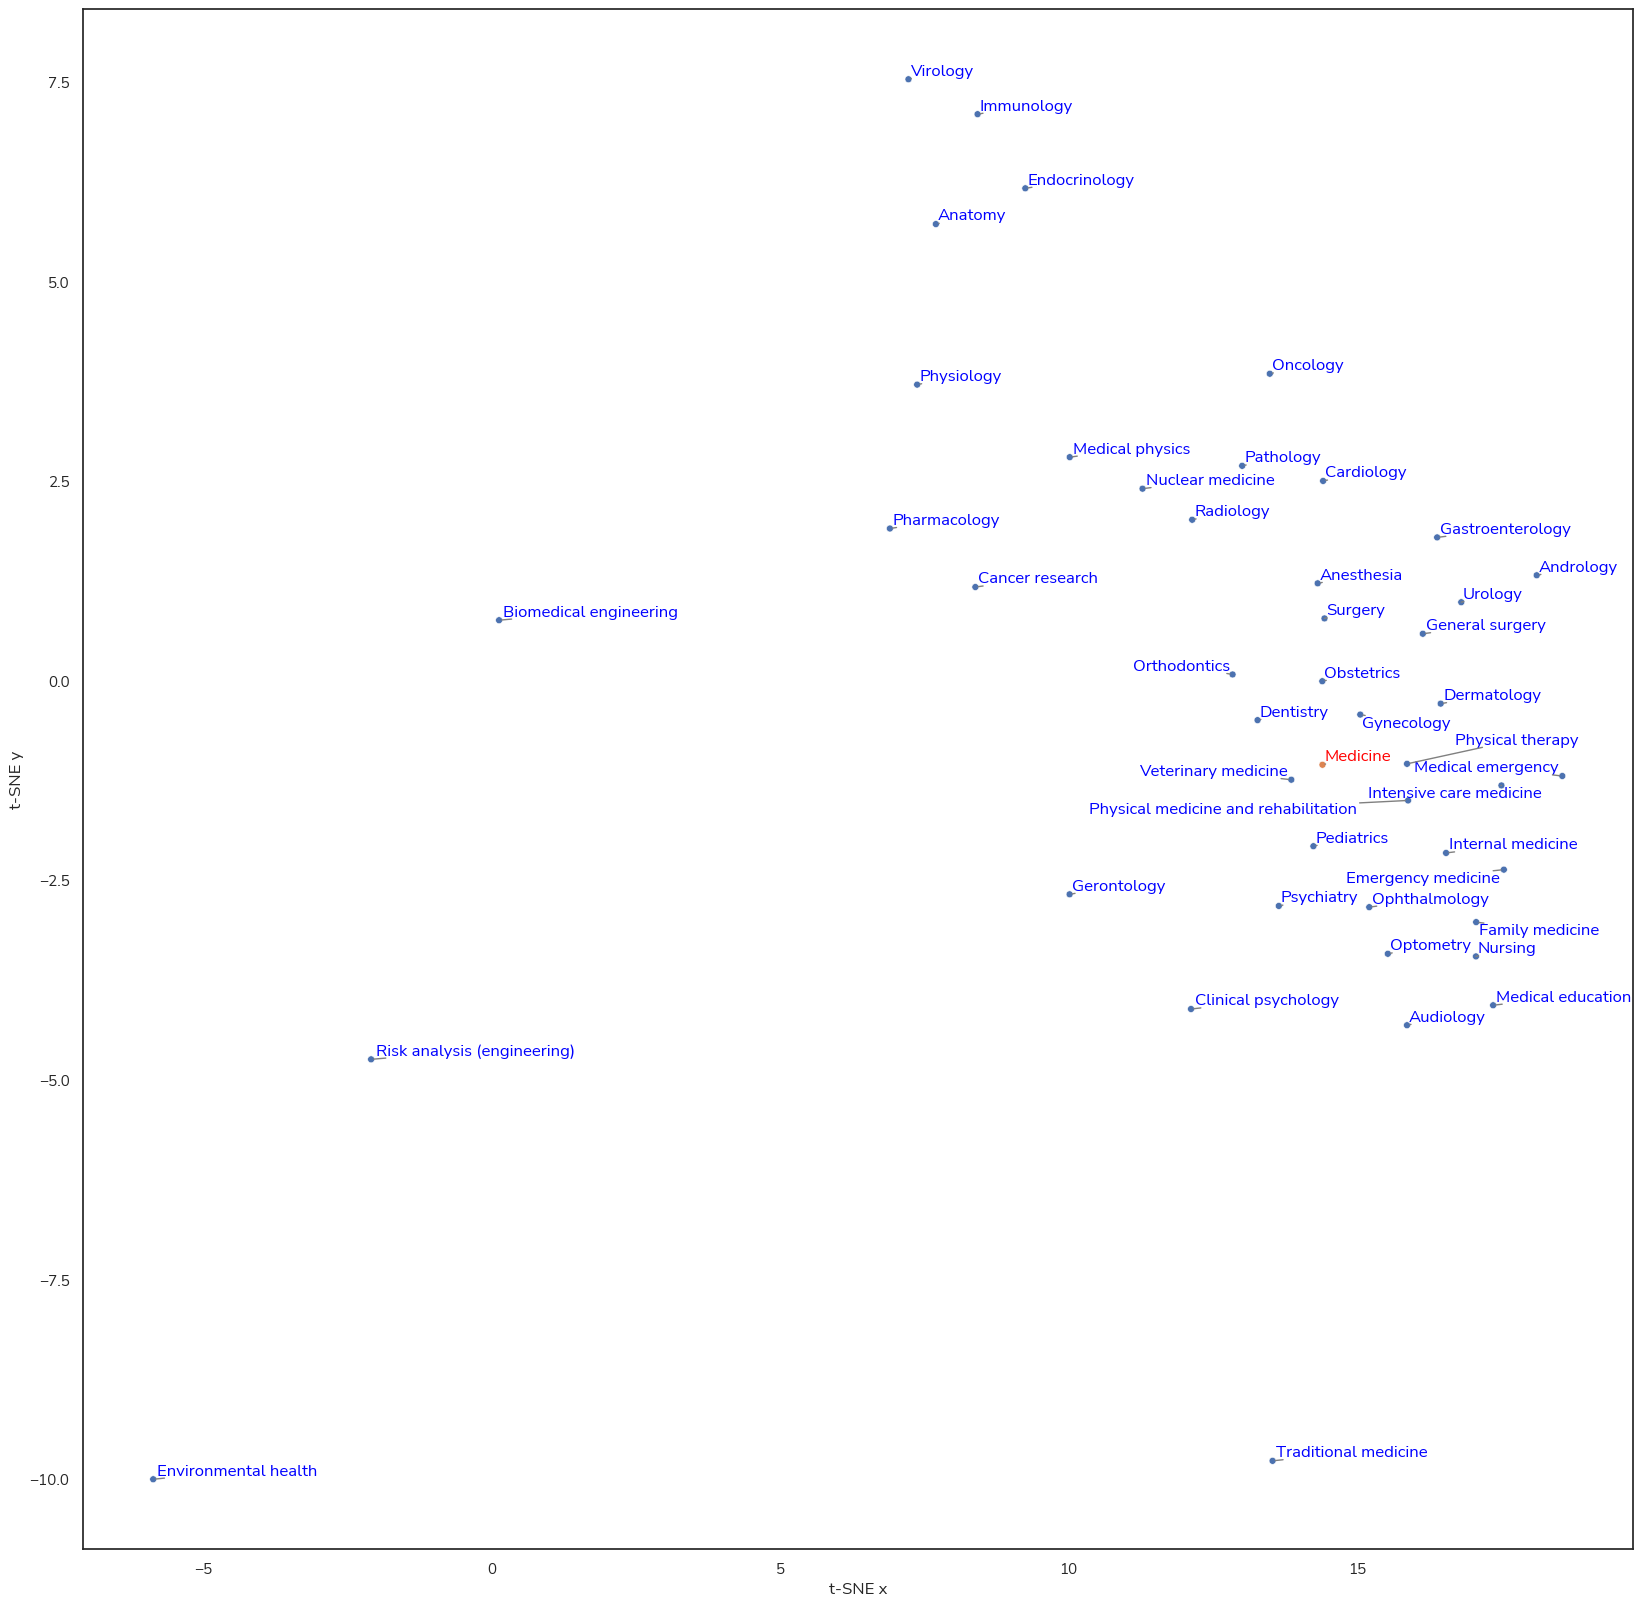 7.5
5.0
2.5
0.0
−2.5
−5.0
−7.5
−10.0
t-SNE y
Virology
Immunology
Endocrinology
Anatomy
Oncology
Physiology
Medical physics
Pathology
Cardiology
Nuclear medicine
Radiology
Pharmacology
Gastroenterology
Andrology
Anesthesia
Cancer research
Urology
Biomedical engineering
Surgery
General surgery
Orthodontics
Obstetrics
Dermatology
Dentistry
Gynecology
Physical therapy
Medicine
Medical emergency
Veterinary medicine
Intensive care medicine
Physical medicine and rehabilitation
Pediatrics
Internal medicine
Emergency medicine
Gerontology
Psychiatry
Ophthalmology
Family medicine
Optometry
Nursing
Clinical psychology
Medical education
Audiology
Risk analysis (engineering)
Traditional medicine
Environmental health
−5
0
5
10
15
t-SNE x